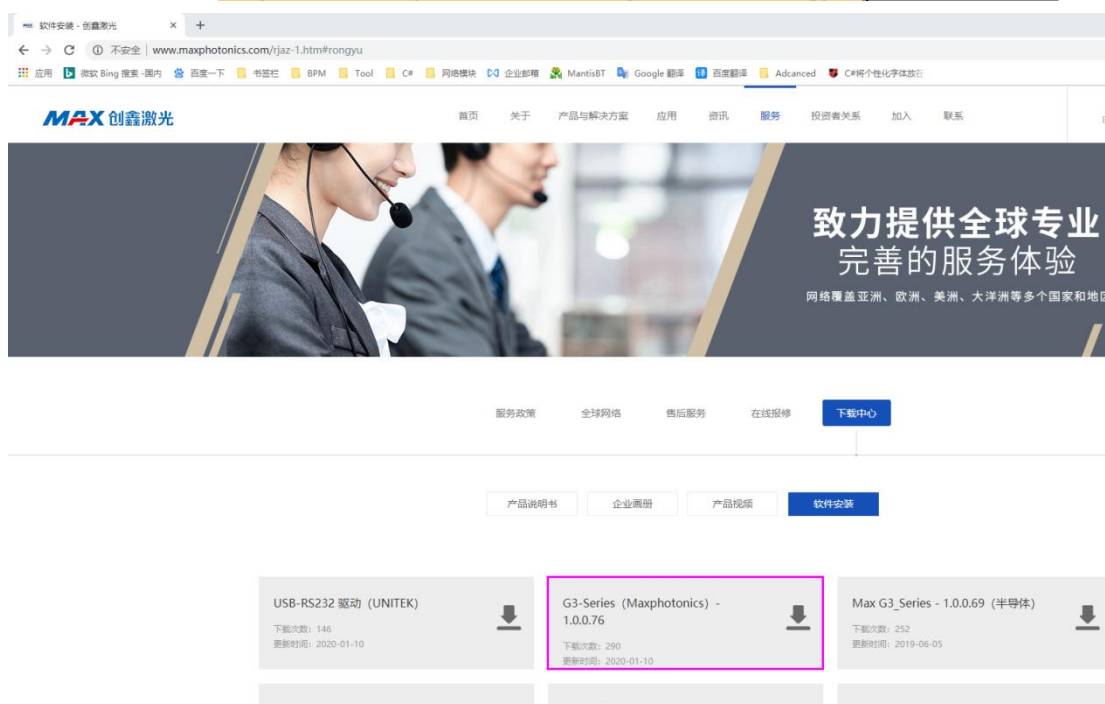 软件安装 - 创鑫激光
不安全 | www.maxphotonics.com/rjaz-1.htm#rongyu
应用 微软 Bing 搜索 -国内 百度一下 书签栏 BPM Tool C# 网络模块 企业邮箱 MantisBT Google 翻译 百度翻译 Adcanced C#将个性化字体放在
MAX 创鑫激光
首页 关于 产品与解决方案 应用 资讯 服务 投资者关系 加入 联系
致力提供全球专业
完善的服务体验
网络覆盖亚洲、欧洲、美洲、大洋洲等多个国家和地区
服务政策 全球网络 售后服务 在线报修 下载中心
产品说明书 企业画册 产品视频 软件安装
USB-RS232 驱动 (UNITEK)
下载次数: 146
更新时间: 2020-01-10
G3-Series (Maxphotonics) -
1.0.0.76
下载次数: 290
更新时间: 2020-01-10
Max G3_Series - 1.0.0.69 (半导体)
下载次数: 252
更新时间: 2019-06-05